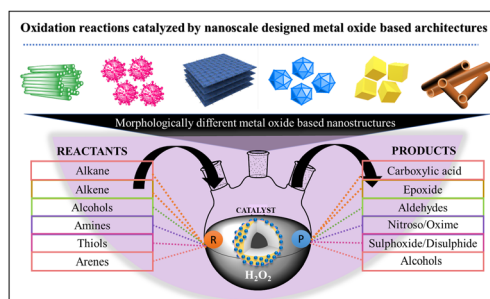 Oxidation reactions catalyzed by nanoscale designed metal oxide based architectures
Morphologically different metal oxide based nanostructures
REACTANTS
Alkane
Alkene
Alcohols
Amines
Thiols
Arenes
CATALYST
R
P
H₂O₂
PRODUCTS
Carboxylic acid
Epoxide
Aldehydes
Nitroso/Oxime
Sulphoxide/Disulphide
Alcohols